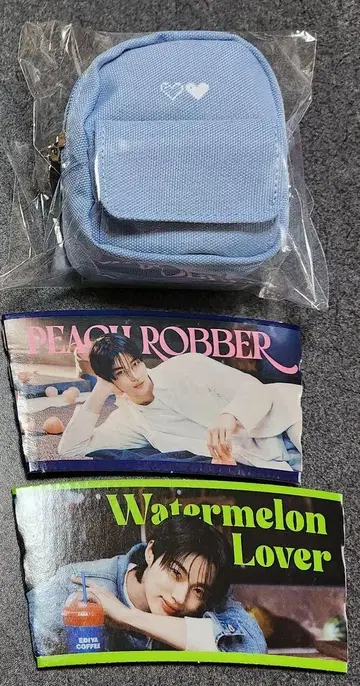 PEACH ROBBER
Watermelon
Lover
EDIYA
COFFEE